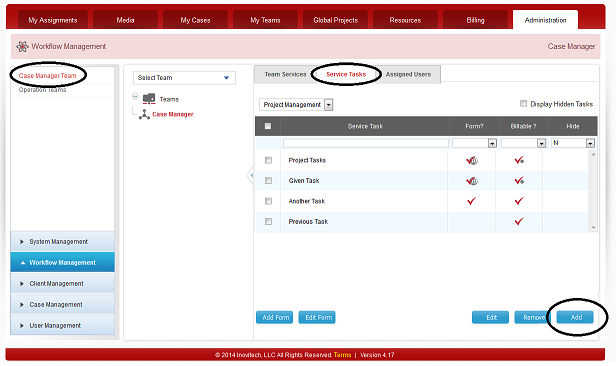 My Assignments Media My Cases My Teams Global Projects Resources Billing Administration
Workflow Management Case Manager
Case Manager Team
Operation Teams
Select Team
Teams
Case Manager
Team Services Service Tasks Assigned Users
Project Management Display Hidden Tasks
Service Task Form? Billable ? Hide
N
Project Tasks
Given Task
Another Task
Previous Task
System Management
Workflow Management
Client Management
Case Management
User Management
Add Form Edit Form Edit Remove Add
© 2014 Inovitech, LLC All Rights Reserved. Terms | Version 4.17